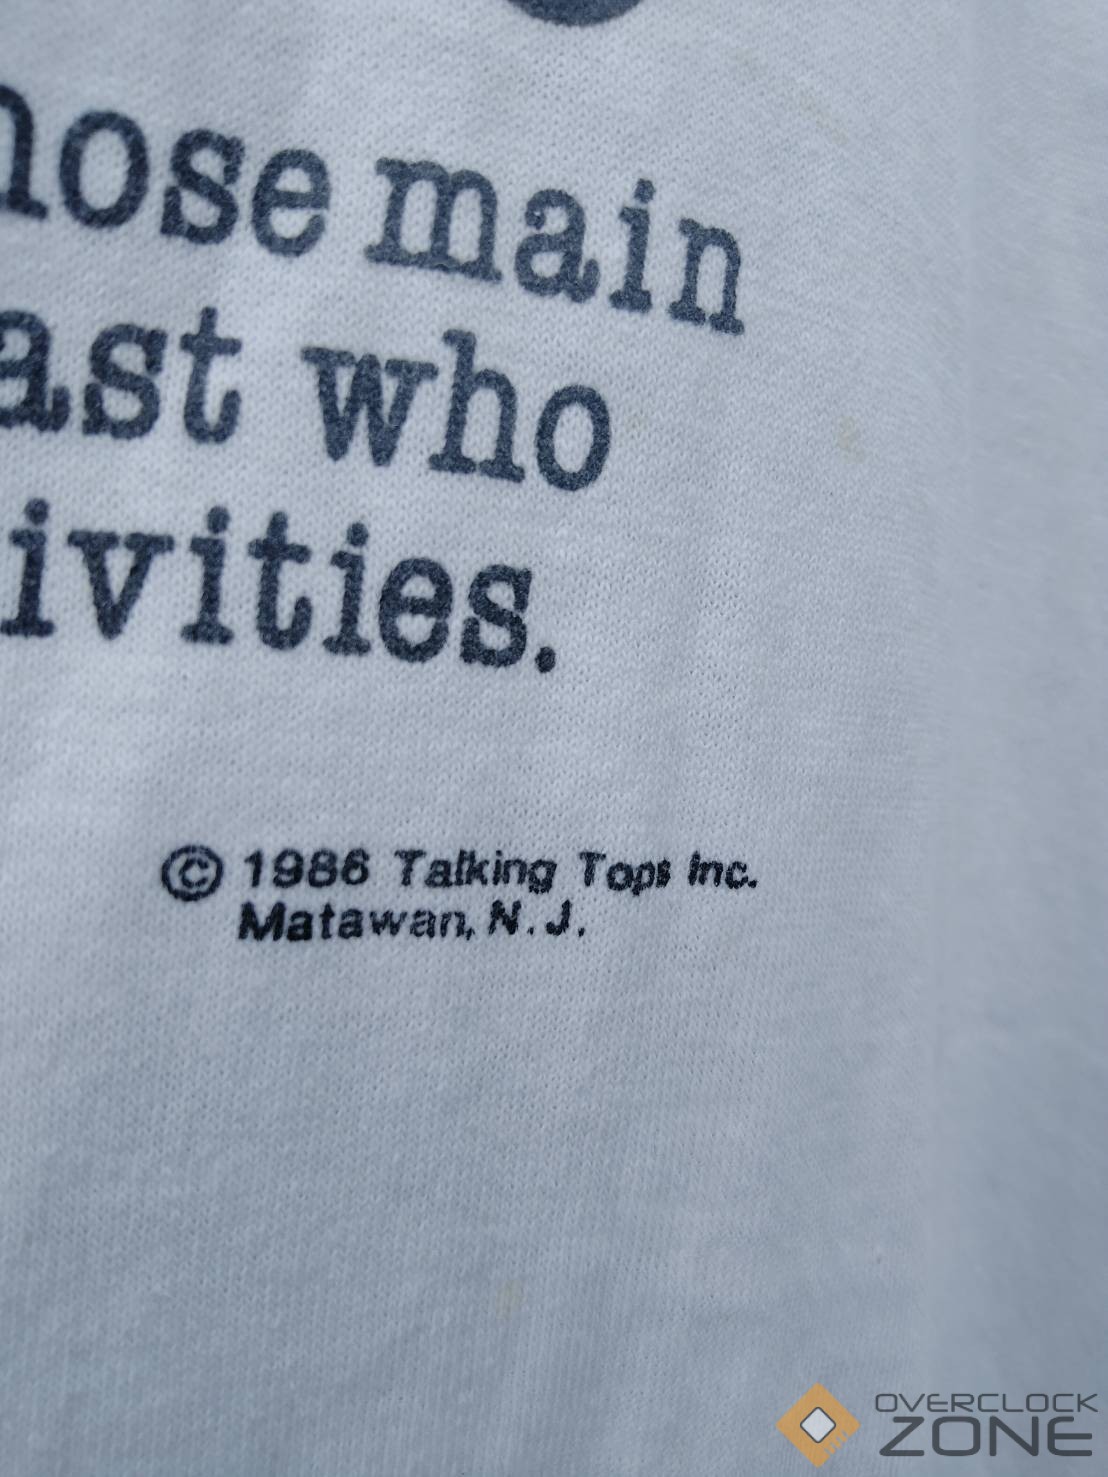 hose main
ast who
ivities.
© 1986 Talking Tops Inc.
Matawan, N.J.
OVERCLOCK
ZONE